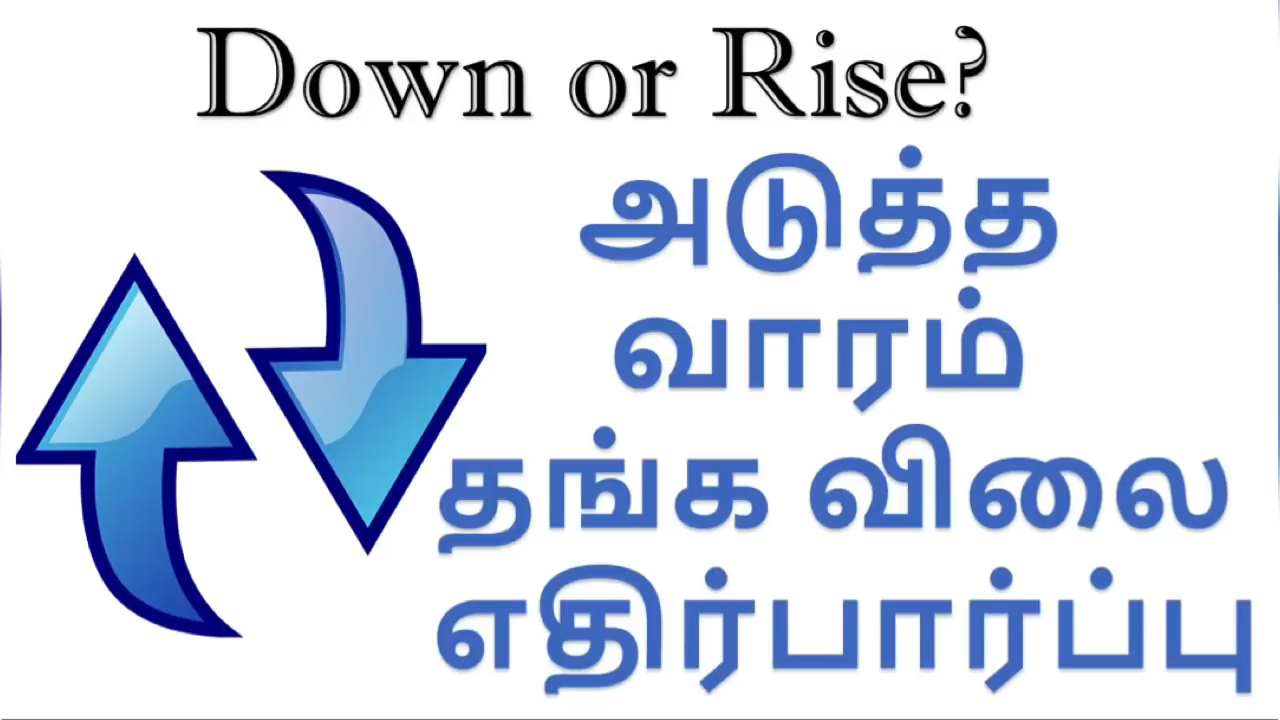 Down or Rise?
அடுத்த
வாரம்
தங்க விலை
எதிர்பார்ப்பு